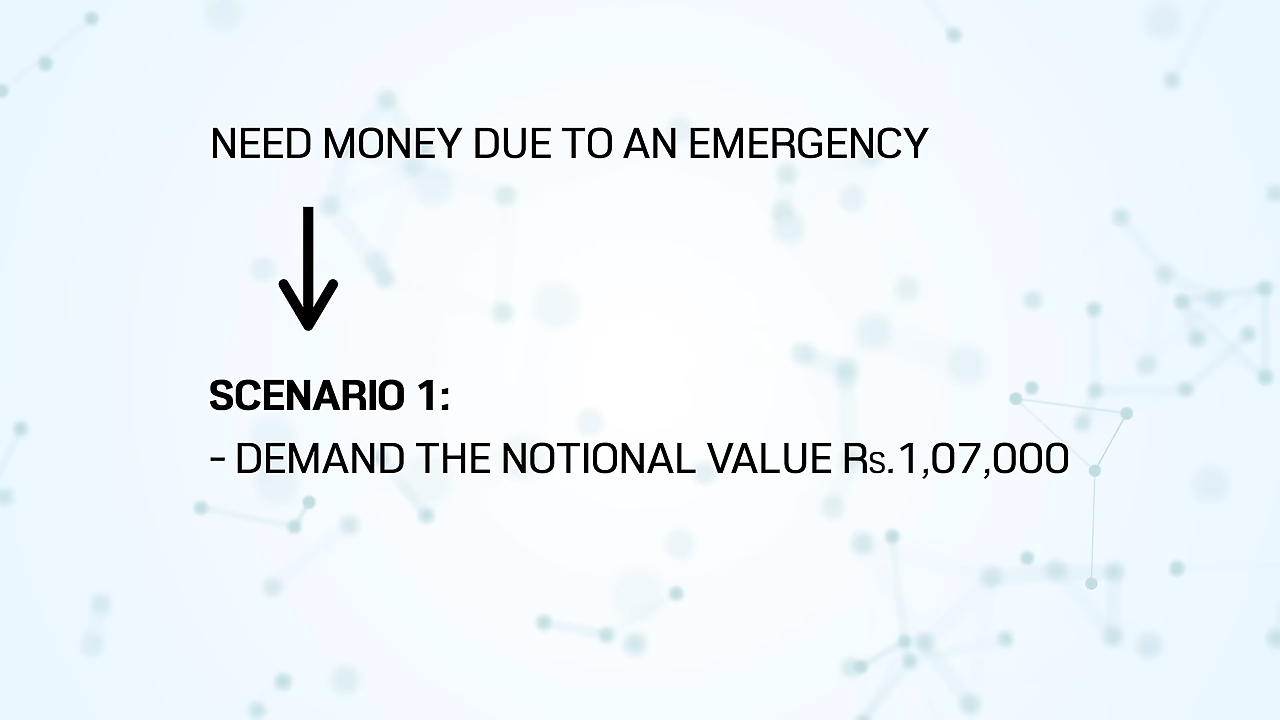 NEED MONEY DUE TO AN EMERGENCY
SCENARIO 1:
- DEMAND THE NOTIONAL VALUE Rs.1,07,000